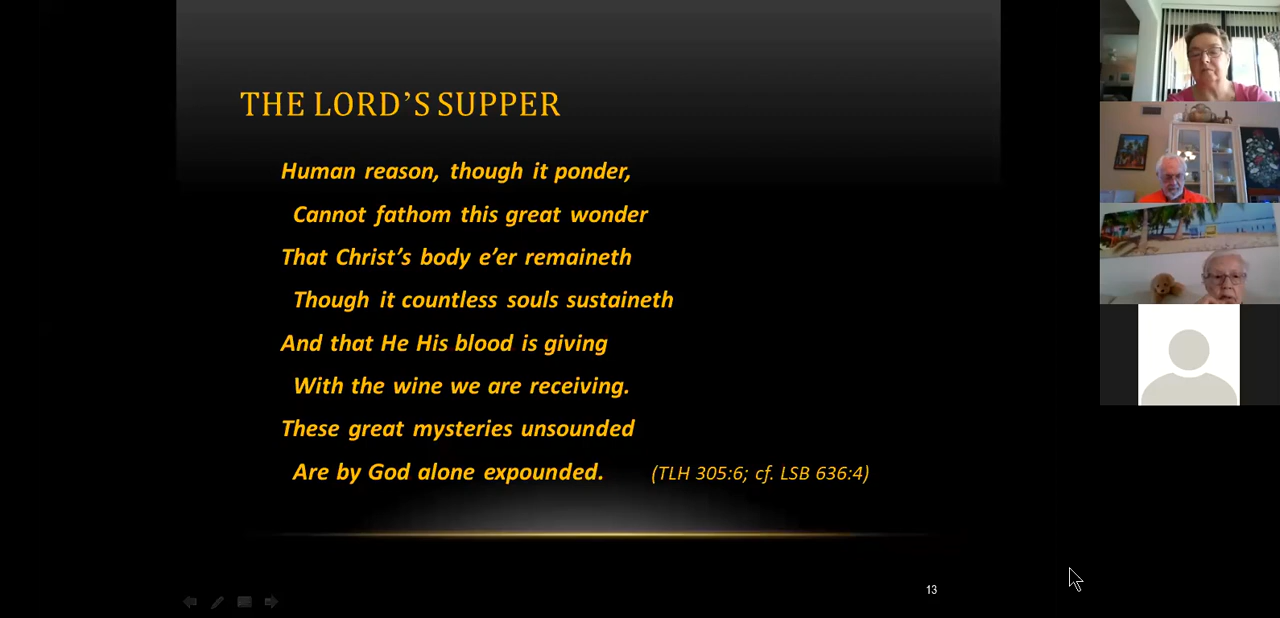 THE LORD’S SUPPER
Human reason, though it ponder,
Cannot fathom this great wonder
That Christ’s body e’er remaineth
Though it countless souls sustaineth
And that He His blood is giving
With the wine we are receiving.
These great mysteries unsounded
Are by God alone expounded. (TLH 305:6; cf. LSB 636:4)
13